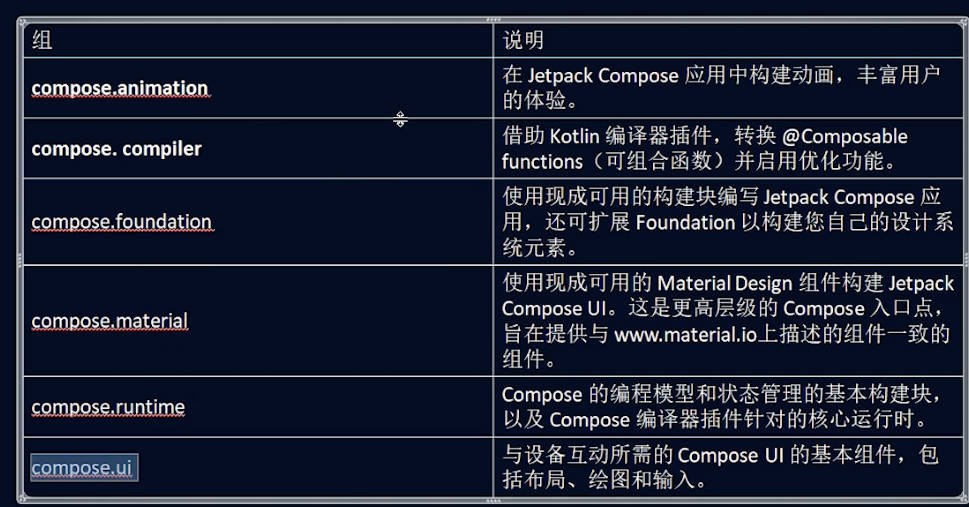 组
说明
compose.animation
在 Jetpack Compose 应用中构建动画，丰富用户
的体验。
compose. compiler
借助 Kotlin 编译器插件，转换 @Composable
functions（可组合函数）并启用优化功能。
compose.foundation
使用现成可用的构建块编写 Jetpack Compose 应
用，还可扩展 Foundation 以构建您自己的设计系
统元素。
compose.material
使用现成可用的 Material Design 组件构建 Jetpack
Compose UI。这是更高层级的 Compose 入口点，
旨在提供与 www.material.io上描述的组件一致的
组件。
compose.runtime
Compose 的编程模型和状态管理的基本构建块，
以及 Compose 编译器插件针对的核心运行时。
compose.ui
与设备互动所需的 Compose UI 的基本组件，包
括布局、绘图和输入。